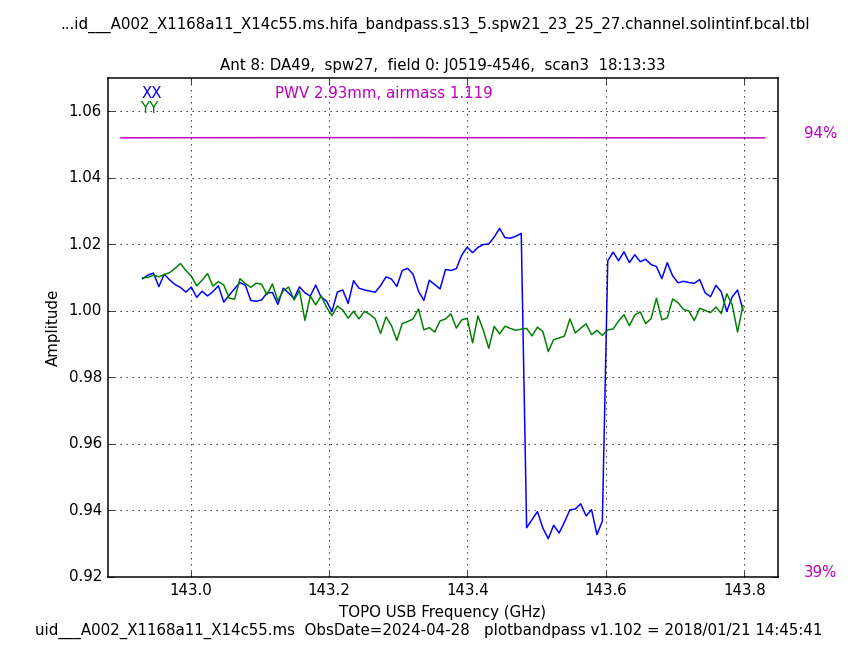 ...id___A002_X1168a11_X14c55.ms.hifa_bandpass.s13_5.spw21_23_25_27.channel.solintinf.bcal.tbl
Ant 8: DA49,  spw27,  field 0: J0519-4546,  scan3  18:13:33
XX
YY
PWV 2.93mm, airmass 1.119
94%
39%
1.06
1.04
1.02
1.00
0.98
0.96
0.94
0.92
Amplitude
143.0
143.2
143.4
143.6
143.8
TOPO USB Frequency (GHz)
uid___A002_X1168a11_X14c55.ms  ObsDate=2024-04-28   plotbandpass v1.102 = 2018/01/21 14:45:41